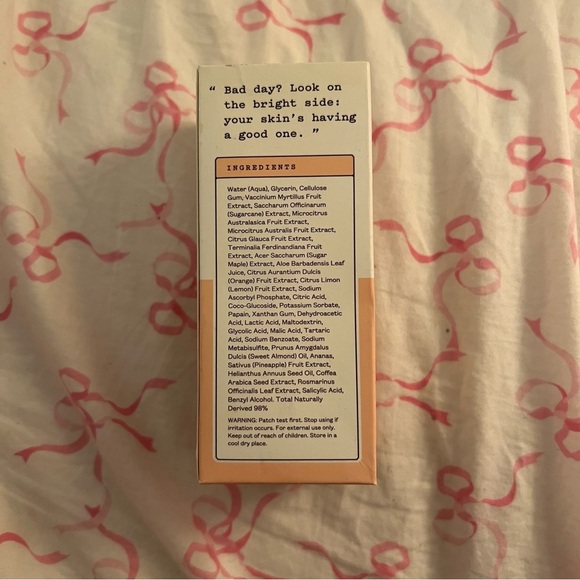 “ Bad day? Look on
the bright side:
your skin's having
a good one. ”
INGREDIENTS
Water (Aqua), Glycerin, Cellulose
Gum, Vaccinium Myrtillus Fruit
Extract, Saccharum Officinarum
(Sugarcane) Extract, Microcitrus
Australasica Fruit Extract,
Microcitrus Australis Fruit Extract,
Citrus Glauca Fruit Extract,
Terminalia Ferdinandiana Fruit
Extract, Acer Saccharum (Sugar
Maple) Extract, Aloe Barbadensis Leaf
Juice, Citrus Aurantium Dulcis
(Orange) Fruit Extract, Citrus Limon
(Lemon) Fruit Extract, Sodium
Ascorbyl Phosphate, Citric Acid,
Coco-Glucoside, Potassium Sorbate,
Papain, Xanthan Gum, Dehydroacetic
Acid, Lactic Acid, Maltodextrin,
Glycolic Acid, Malic Acid, Tartaric
Acid, Sodium Benzoate, Sodium
Metabisulfite, Prunus Amygdalus
Dulcis (Sweet Almond) Oil, Ananas,
Sativus (Pineapple) Fruit Extract,
Helianthus Annuus Seed Oil, Coffea
Arabica Seed Extract, Rosmarinus
Officinalis Leaf Extract, Salicylic Acid,
Benzyl Alcohol. Total Naturally
Derived 98%
WARNING: Patch test first. Stop using if
irritation occurs. For external use only.
Keep out of reach of children. Store in a
cool dry place.